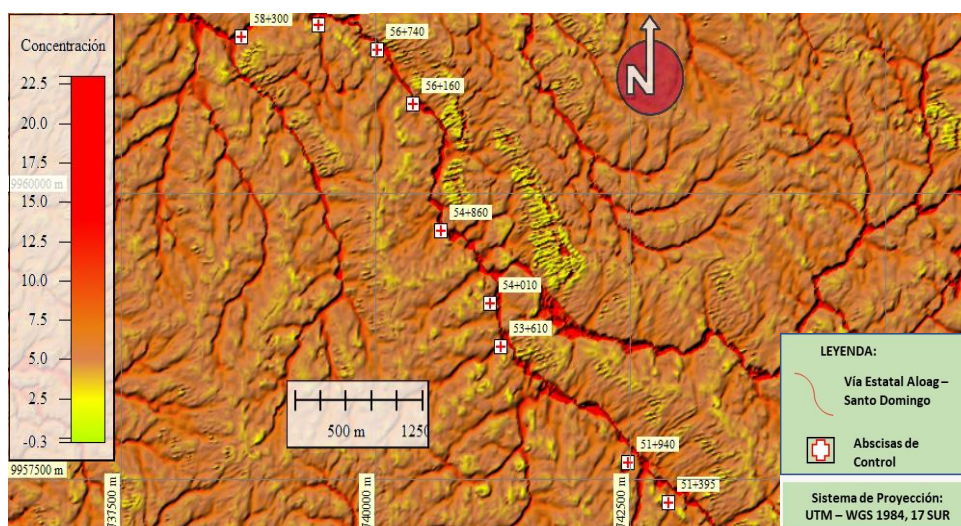 Concentración
22.5
20.0
17.5
15.0
12.5
10.0
7.5
5.0
2.5
-0.3
58+300
56+740
56+160
54+860
54+010
53+610
51+940
51+395
N
9960000 m
9957500 m
737500 m
740000 m
742500 m
500 m
1250
LEYENDA:
Vía Estatal Aloag –
Santo Domingo
Abscisas de
Control
Sistema de Proyección:
UTM – WGS 1984, 17 SUR